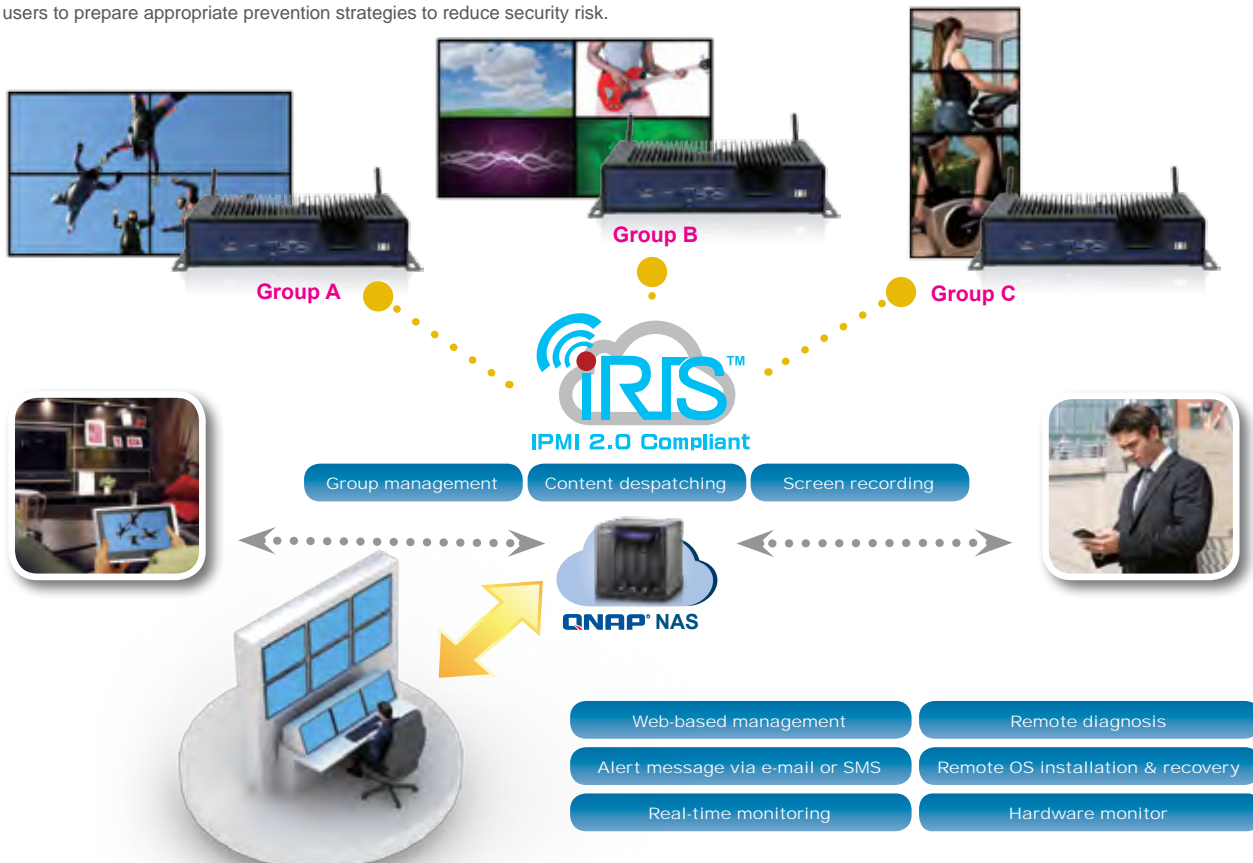 users to prepare appropriate prevention strategies to reduce security risk.
Group B
Group A
Group C
iRIS™
IPMI 2.0 Compliant
Group management
Content despatching
Screen recording
QNAP® NAS
Web-based management
Remote diagnosis
Alert message via e-mail or SMS
Remote OS installation & recovery
Real-time monitoring
Hardware monitor